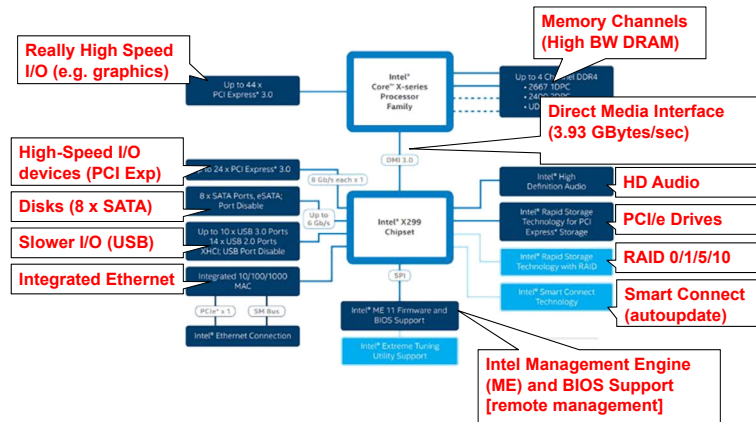 Really High Speed
I/O (e.g. graphics)
Up to 44 x
PCI Express* 3.0
Intel®
Core™ X-series
Processor
Family
Memory Channels
(High BW DRAM)
Up to 4 Channel DDR4
• 2667 1DPC
• 2400 2DPC
• UD
Direct Media Interface
(3.93 GBytes/sec)
DMI 3.0
High-Speed I/O
devices (PCI Exp)
to 24 x PCI Express* 3.0
8 Gb/s each x 1
Disks (8 x SATA)
8 x SATA Ports, eSATA;
Port Disable
Up to
6 Gb/s
Slower I/O (USB)
Up to 10 x USB 3.0 Ports
14 x USB 2.0 Ports
XHCI; USB Port Disable
Integrated Ethernet
Integrated 10/100/1000
MAC
PCIe* x 1
SM Bus
Intel® Ethernet Connection
Intel® X299
Chipset
SPI
Intel® ME 11 Firmware and
BIOS Support
Intel® Extreme Tuning
Utility Support
Intel® High
Definition Audio
HD Audio
Intel® Rapid Storage
Technology for PCI
Express* Storage
PCI/e Drives
Intel® Rapid Storage
Technology with RAID
RAID 0/1/5/10
Intel® Smart Connect
Technology
Smart Connect
(autoupdate)
Intel Management Engine
(ME) and BIOS Support
[remote management]